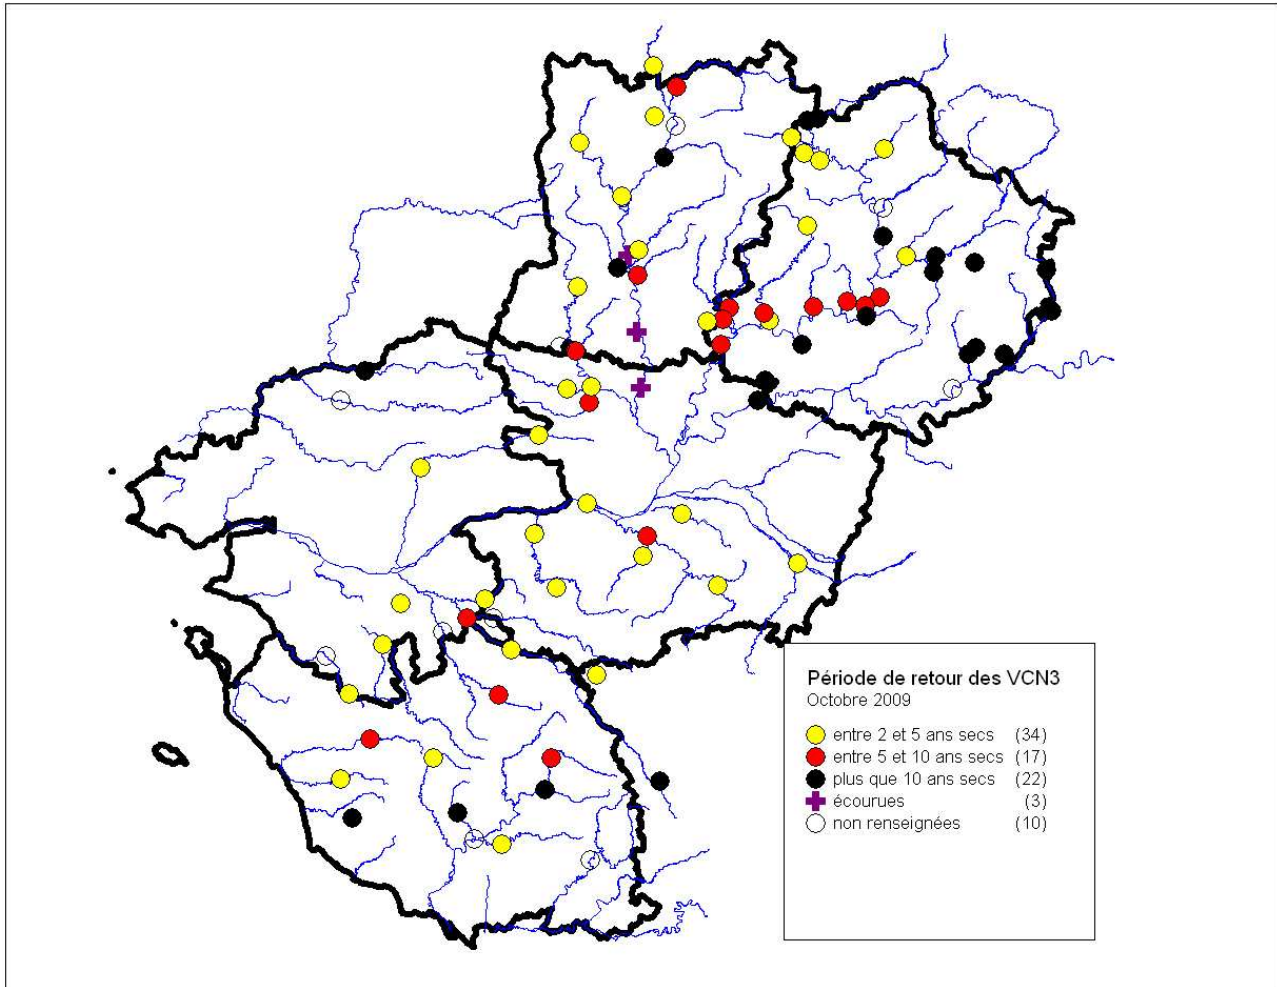 Période de retour des VCN3
Octobre 2009
entre 2 et 5 ans secs (34)
entre 5 et 10 ans secs (17)
plus que 10 ans secs (22)
écourues (3)
non renseignées (10)